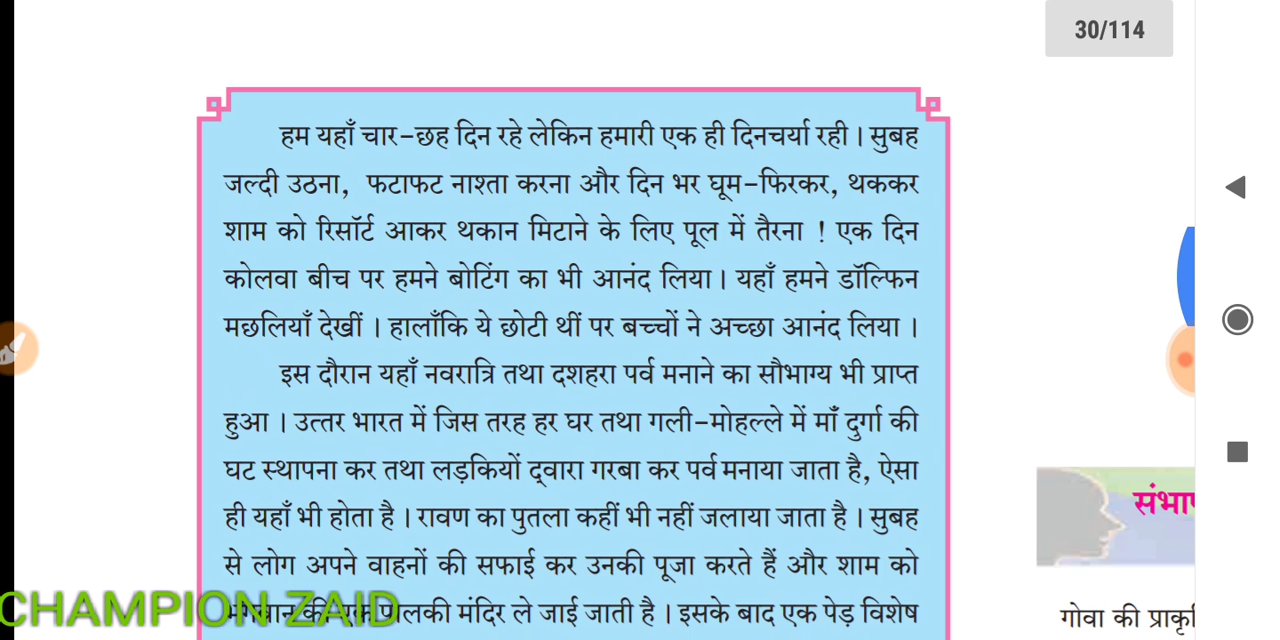 30/114
हम यहाँ चार-छह दिन रहे लेकिन हमारी एक ही दिनचर्या रही । सुबह
जल्दी उठना, फटाफट नाश्ता करना और दिन भर घूम-फिरकर, थककर
शाम को रिसॉर्ट आकर थकान मिटाने के लिए पूल में तैरना ! एक दिन
कोलवा बीच पर हमने बोटिंग का भी आनंद लिया । यहाँ हमने डॉल्फिन
मछलियाँ देखीं । हालाँकि ये छोटी थीं पर बच्चों ने अच्छा आनंद लिया ।
इस दौरान यहाँ नवरात्रि तथा दशहरा पर्व मनाने का सौभाग्य भी प्राप्त
हुआ । उत्तर भारत में जिस तरह हर घर तथा गली-मोहल्ले में माँ दुर्गा की
घट स्थापना कर तथा लड़कियों द्वारा गरबा कर पर्व मनाया जाता है, ऐसा
ही यहाँ भी होता है । रावण का पुतला कहीं भी नहीं जलाया जाता है । सुबह
से लोग अपने वाहनों की सफाई कर उनकी पूजा करते हैं और शाम को
की एक पालकी मंदिर ले जाई जाती है । इसके बाद एक पेड़ विशेष
CHAMPION ZAID
गोवा की